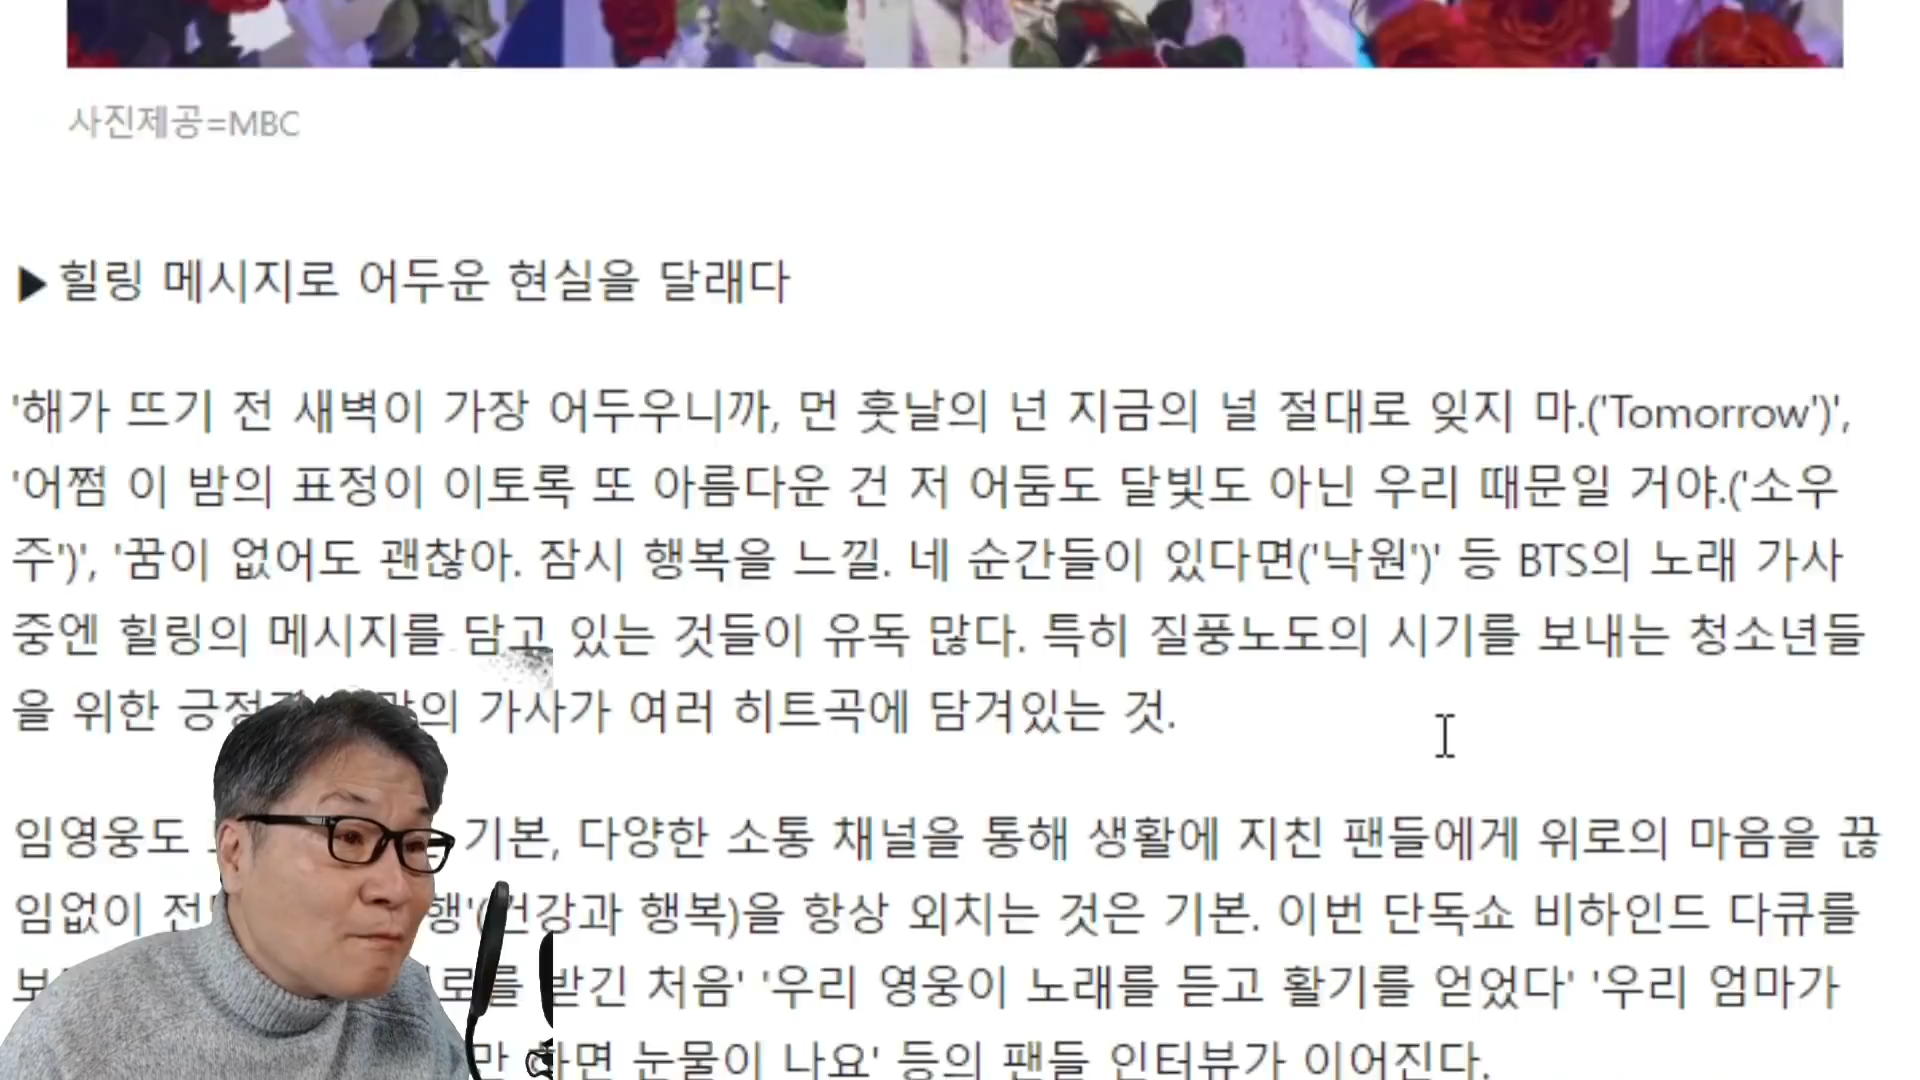 사진제공=MBC
▶힐링 메시지로 어두운 현실을 달래다
'해가 뜨기 전 새벽이 가장 어두우니까, 먼 훗날의 넌 지금의 널 절대로 잊지 마.('Tomorrow')',
'어쩜 이 밤의 표정이 이토록 또 아름다운 건 저 어둠도 달빛도 아닌 우리 때문일 거야.('소우
주')', '꿈이 없어도 괜찮아. 잠시 행복을 느낄. 네 순간들이 있다면('낙원')' 등 BTS의 노래 가사
중엔 힐링의 메시지를 담고 있는 것들이 유독 많다. 특히 질풍노도의 시기를 보내는 청소년들
을 위한 가사가 여러 히트곡에 담겨있는 것.
임영웅도 기본, 다양한 소통 채널을 통해 생활에 지친 팬들에게 위로의 마음을 끊
임없이 행'(건강과 행복)을 항상 외치는 것은 기본. 이번 단독쇼 비하인드 다큐를
받긴 처음' '우리 영웅이 노래를 듣고 활기를 얻었다' '우리 엄마가
눈물이 나요' 등의 팬들 인터뷰가 이어진다.